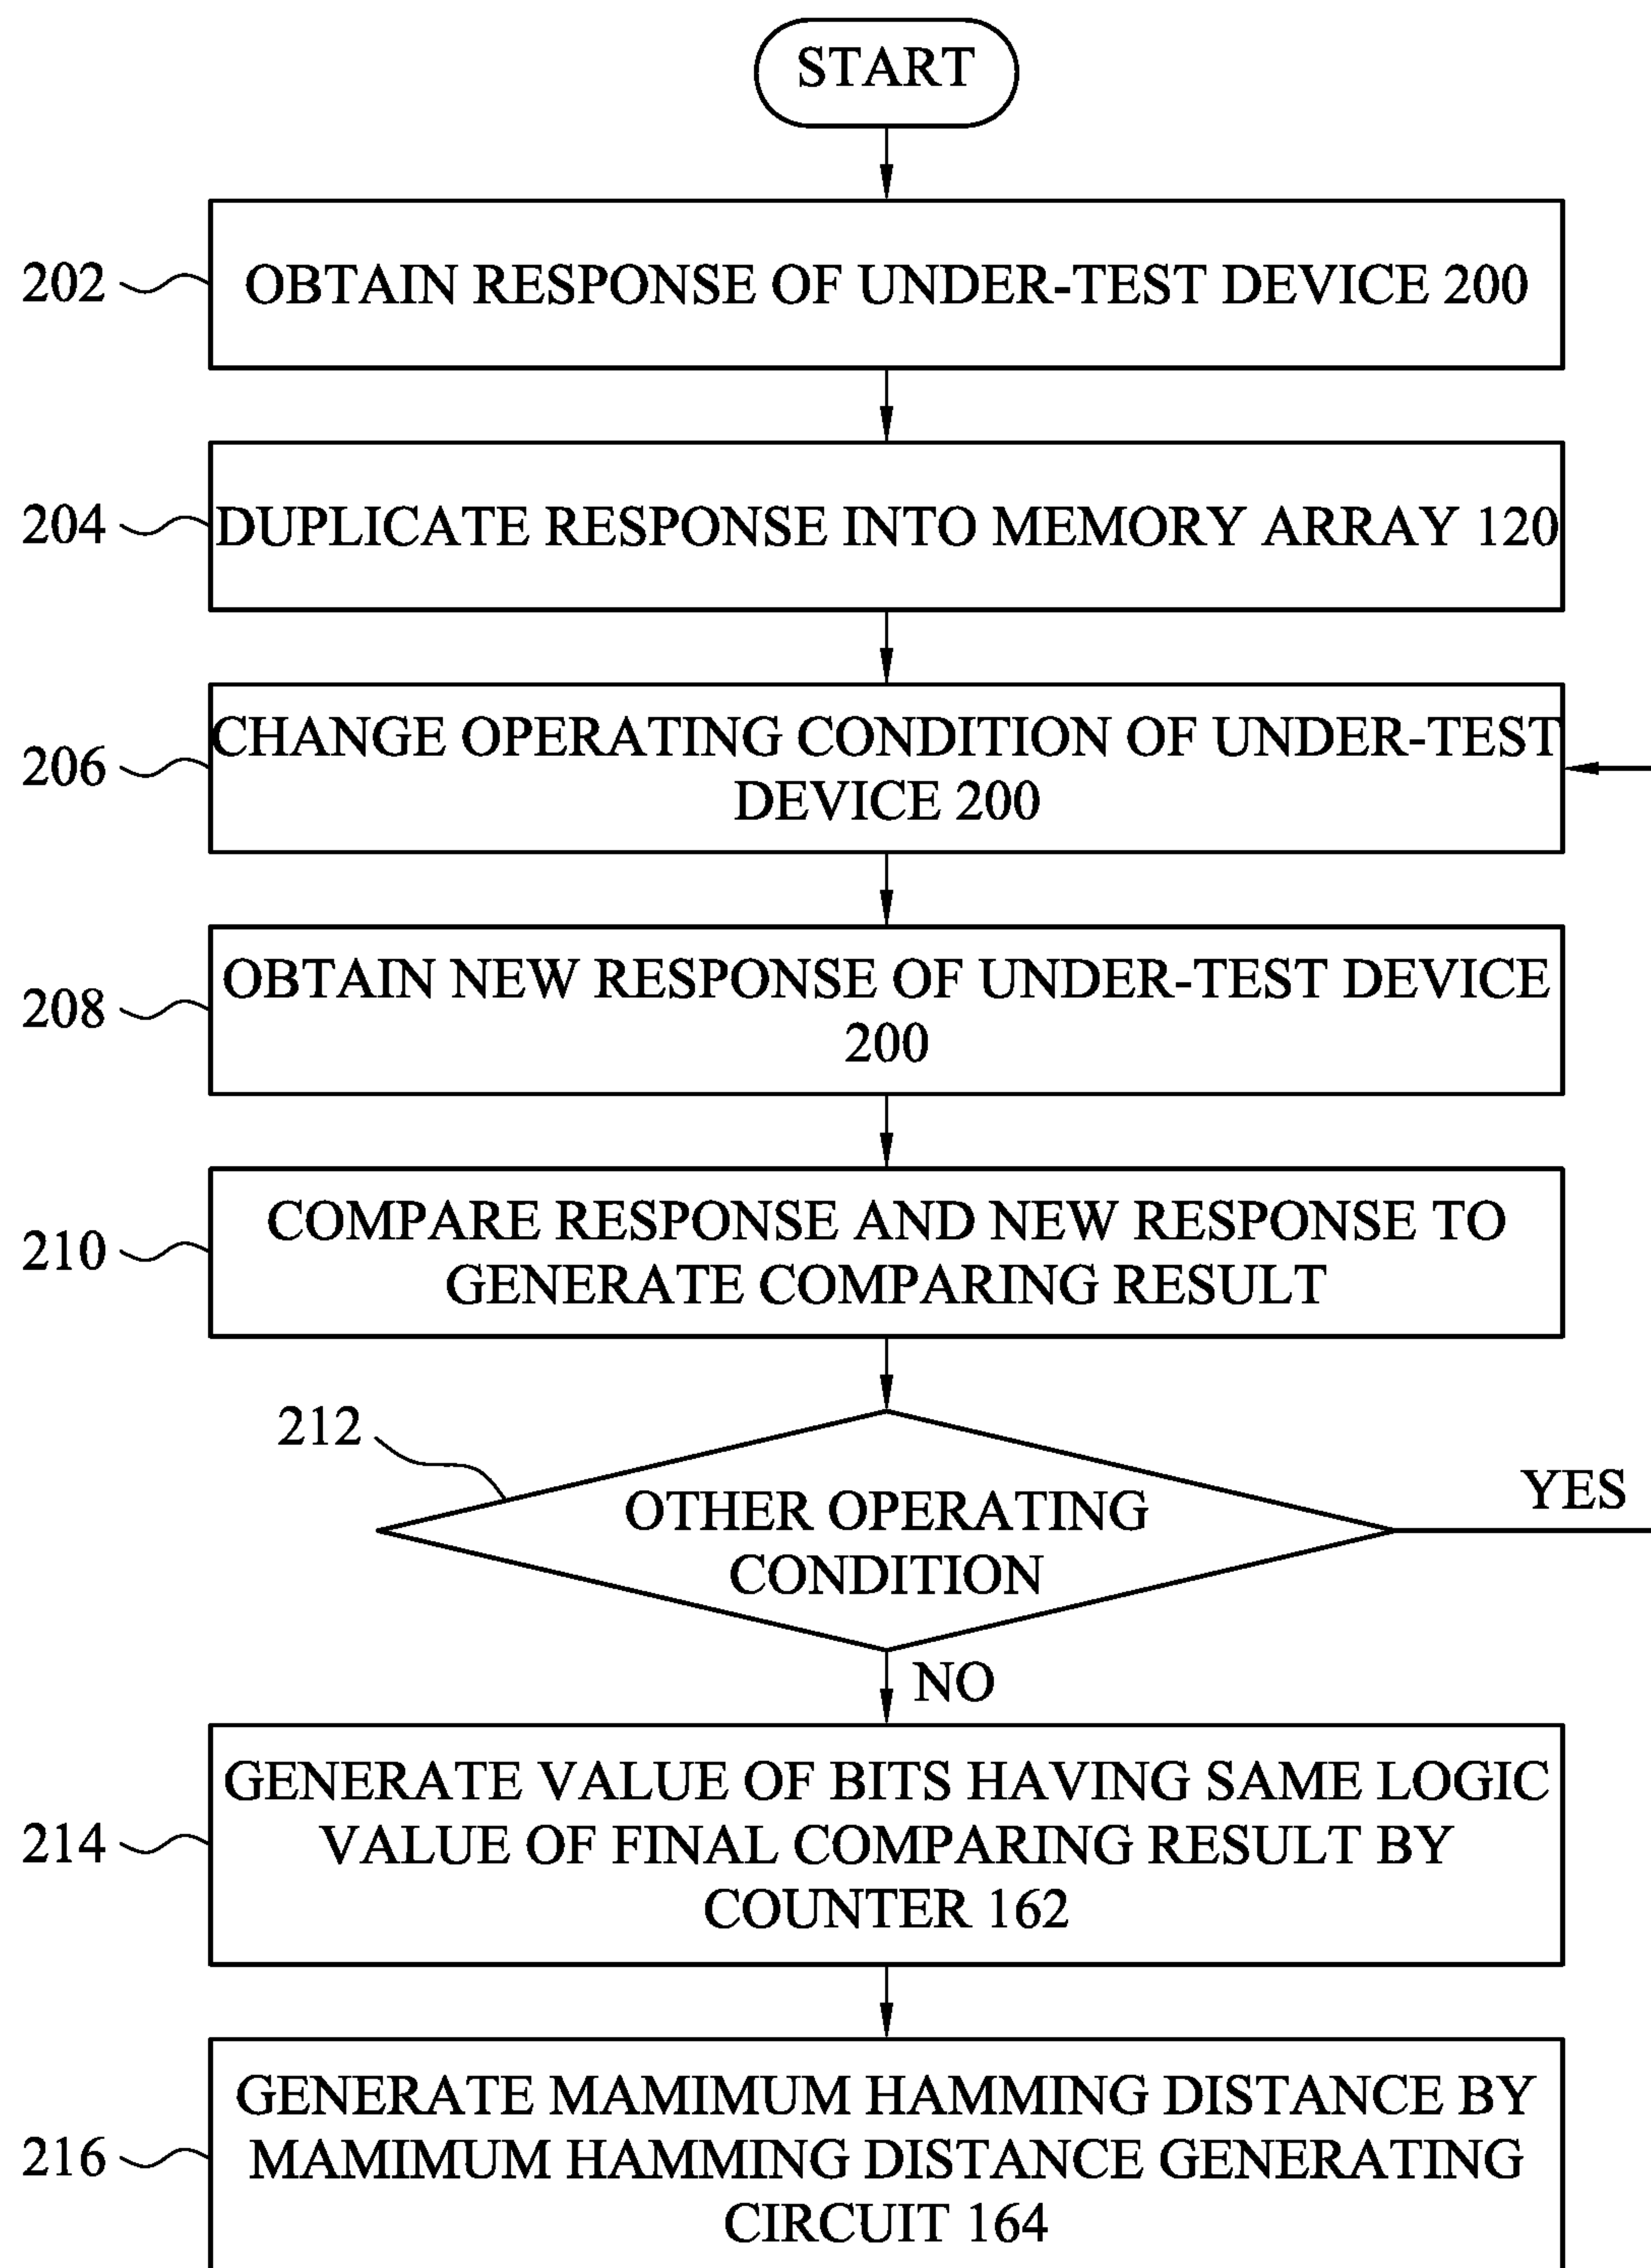 START
202
OBTAIN RESPONSE OF UNDER-TEST DEVICE 200
204
DUPLICATE RESPONSE INTO MEMORY ARRAY 120
206
CHANGE OPERATING CONDITION OF UNDER-TEST
DEVICE 200
208
OBTAIN NEW RESPONSE OF UNDER-TEST DEVICE
200
210
COMPARE RESPONSE AND NEW RESPONSE TO
GENERATE COMPARING RESULT
212
OTHER OPERATING
CONDITION
YES
NO
214
GENERATE VALUE OF BITS HAVING SAME LOGIC
VALUE OF FINAL COMPARING RESULT BY
COUNTER 162
216
GENERATE MAMIMUM HAMMING DISTANCE BY
MAMIMUM HAMMING DISTANCE GENERATING
CIRCUIT 164